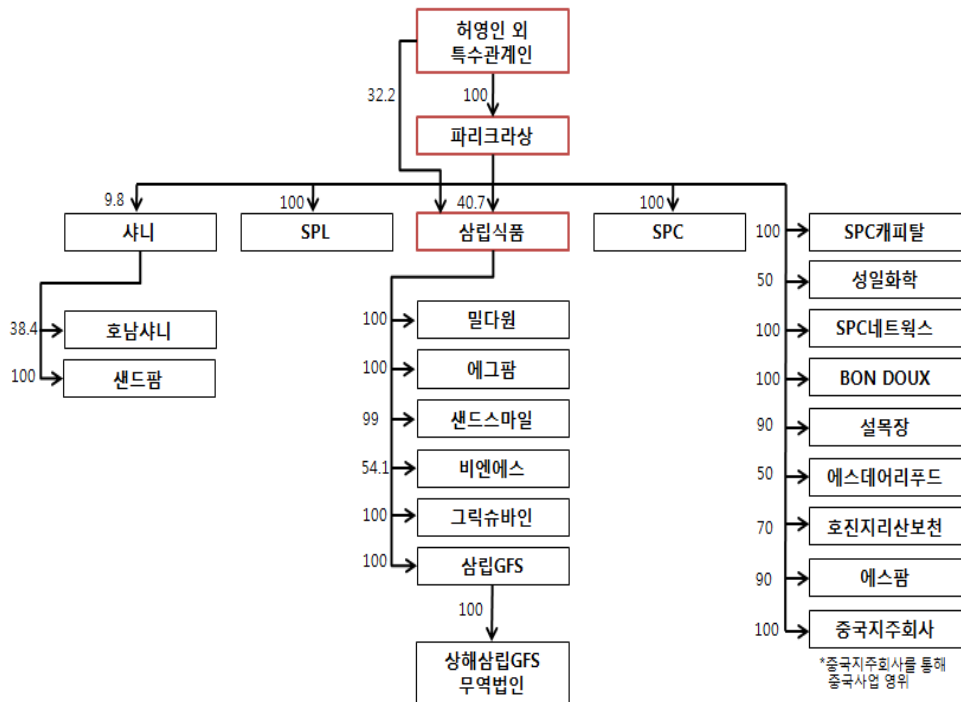 허영인 외
특수관계인
32.2
100
파리크라상
9.8
100
40.7
100
샤니
SPL
삼립식품
SPC
100
SPC캐피탈
50
성일화학
38.4
호남샤니
100
밀다원
100
SPC네트웍스
100
샌드팜
100
에그팜
100
BON DOUX
99
샌드스마일
90
설목장
54.1
비엔에스
50
에스데어리푸드
100
그릭슈바인
70
호진지리산보천
100
삼립GFS
90
에스팜
100
상해삼립GFS
무역법인
100
중국지주회사
*중국지주회사를 통해
중국사업 영위